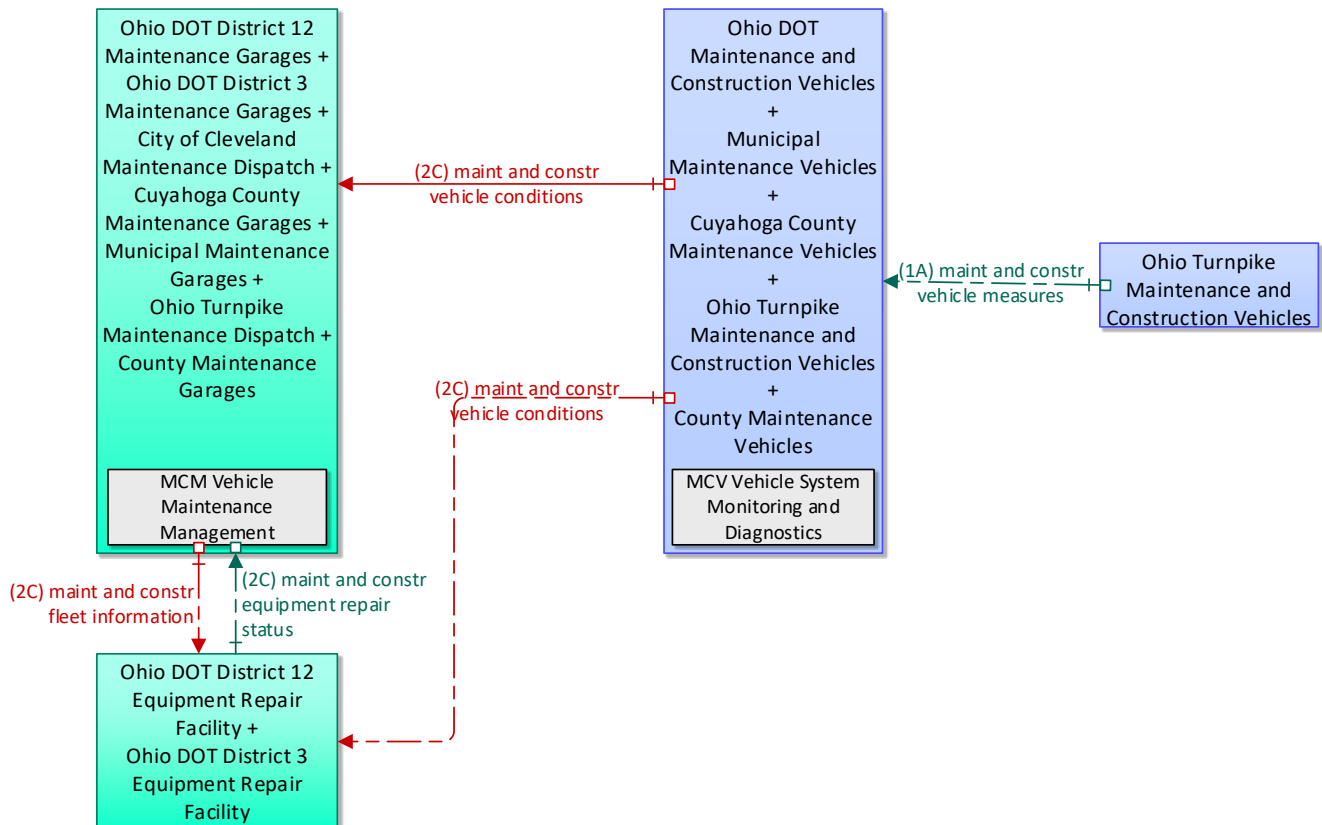 Ohio DOT District 12
Maintenance Garages +
Ohio DOT District 3
Maintenance Garages +
City of Cleveland
Maintenance Dispatch +
Cuyahoga County
Maintenance Garages +
Municipal Maintenance
Garages +
Ohio Turnpike
Maintenance Dispatch +
County Maintenance
Garages
MCM Vehicle
Maintenance
Management
(2C) maint and constr
vehicle conditions
Ohio DOT
Maintenance and
Construction Vehicles
+
Municipal
Maintenance Vehicles
+
Cuyahoga County
Maintenance Vehicles
+
Ohio Turnpike
Maintenance and
Construction Vehicles
+
County Maintenance
Vehicles
MCV Vehicle System
Monitoring and
Diagnostics
(1A) maint and constr
vehicle measures
Ohio Turnpike
Maintenance and
Construction Vehicles
(2C) maint and constr
vehicle conditions
(2C) maint and constr
fleet information
(2C) maint and constr
equipment repair
status
Ohio DOT District 12
Equipment Repair
Facility +
Ohio DOT District 3
Equipment Repair
Facility